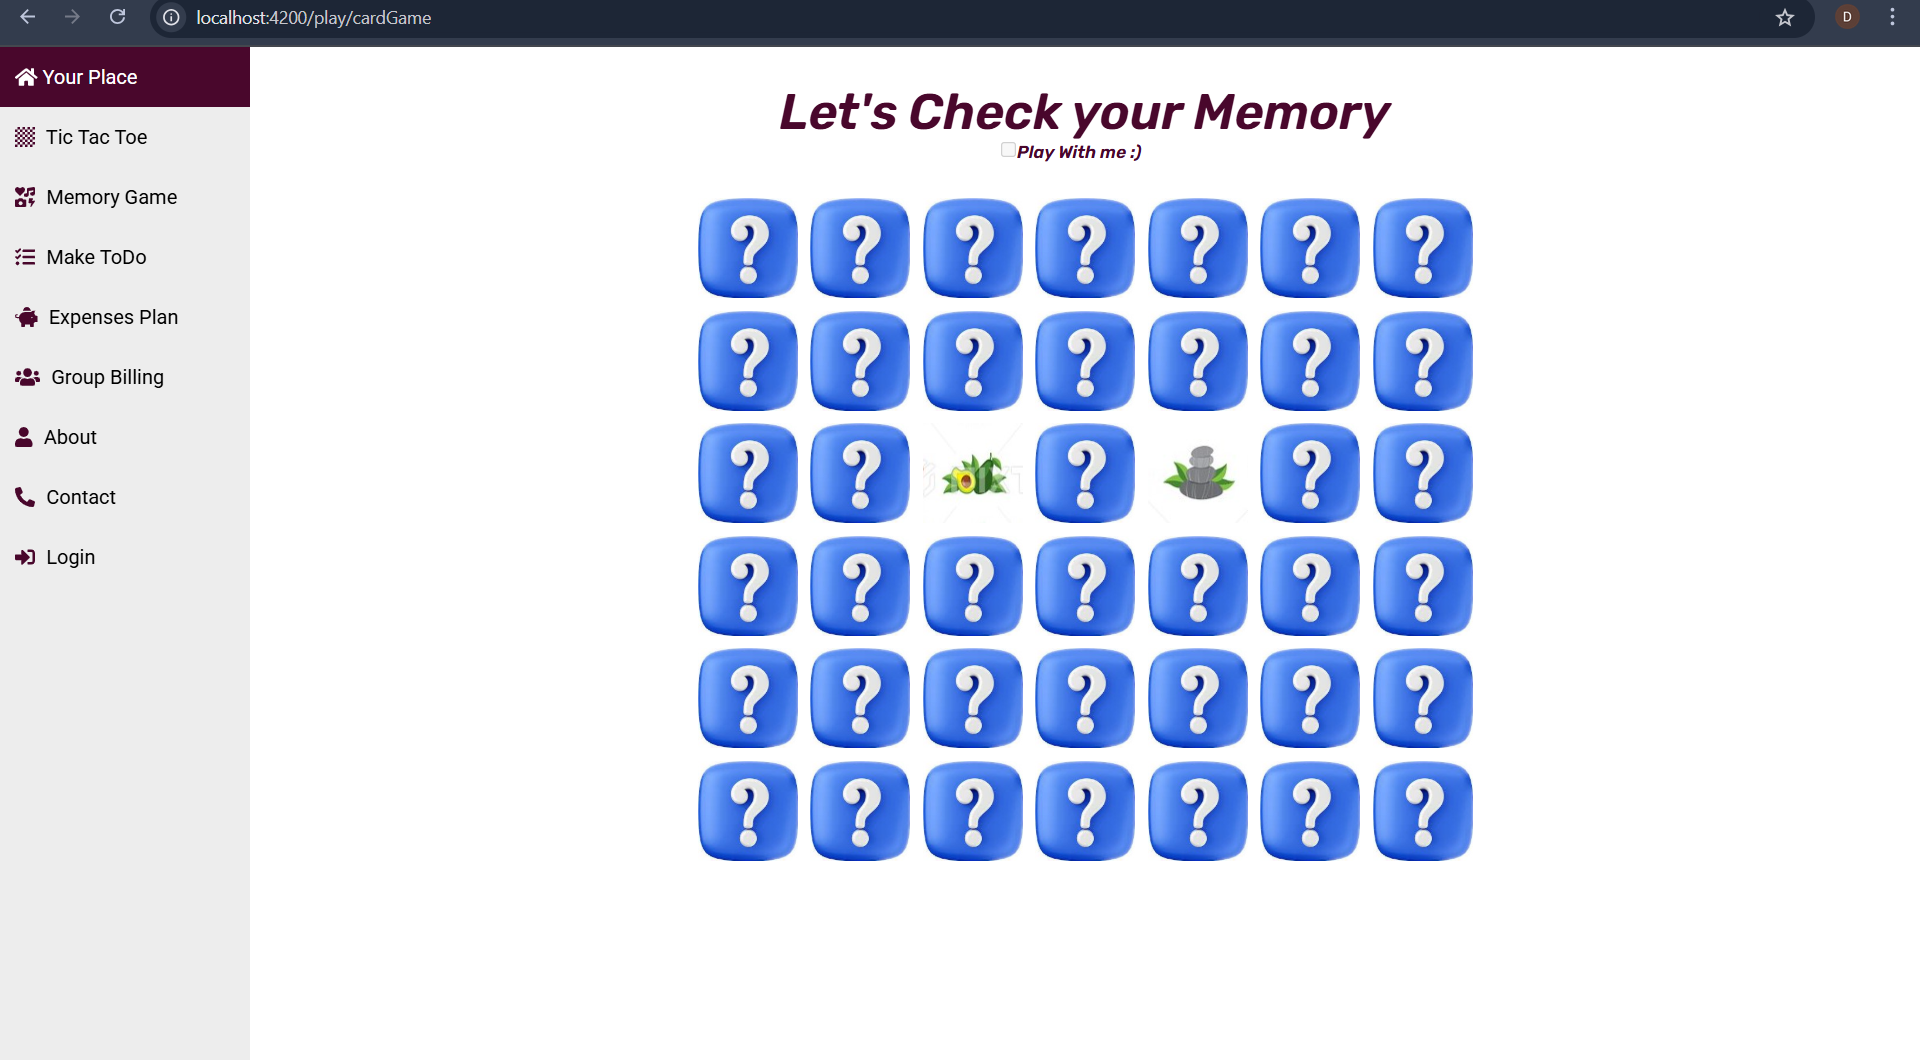 localhost:4200/play/cardGame
D
Your Place
Tic Tac Toe
Memory Game
Make ToDo
Expenses Plan
Group Billing
About
Contact
Login
Let's Check your Memory
Play With me :)
? ? ? ? ? ? ?
? ? ? ? ? ? ?
? ? ? ? ?
? ? ? ? ? ? ?
? ? ? ? ? ? ?
? ? ? ? ? ? ?